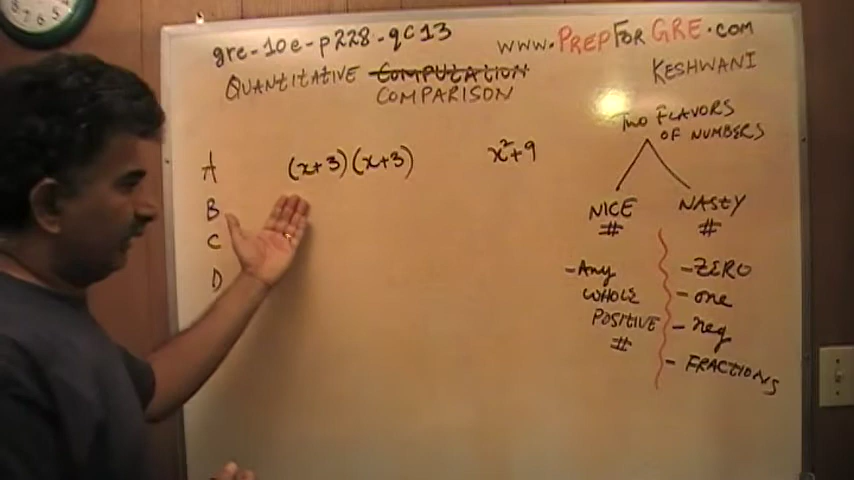 gre-10e-p228-qc13
www.PREPFORGRE.com
QUANTITATIVE COMPUTATION
COMPARISON
KESHWANI
TWO FLAVORS
OF NUMBERS
A (x+3)(x+3) x²+9
B
C
D
NICE
#
NASTY
#
- Any
WHOLE
POSITIVE
#
- ZERO
- one
- neg
- FRACTIONS